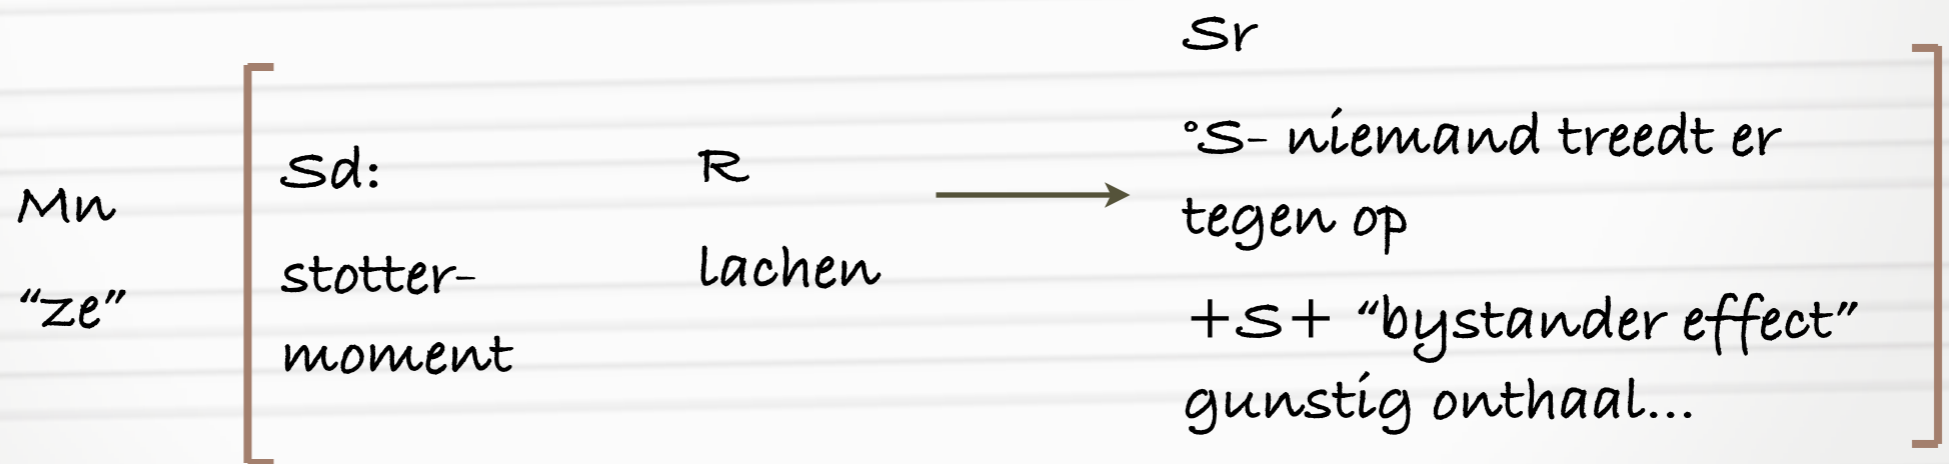 Mn
"ze"
Sd:
stotter-
moment
R
lachen
Sr
°S- niemand treedt er
tegen op
+S+ "bystander effect"
gunstig onthaal...